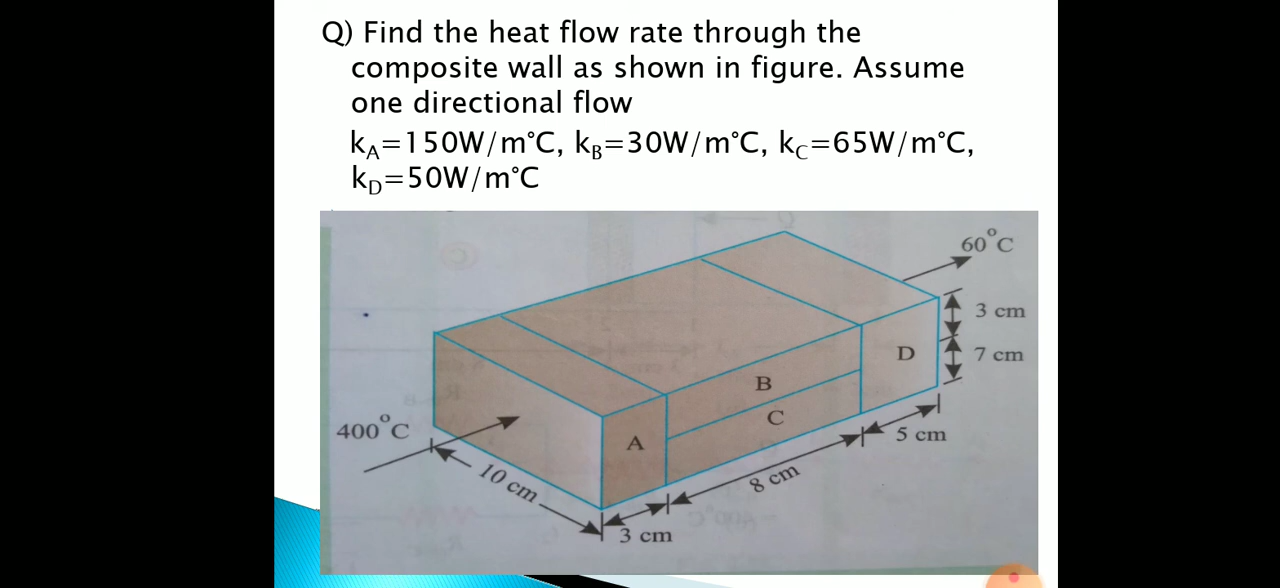 Q) Find the heat flow rate through the
composite wall as shown in figure. Assume
one directional flow
kA=150W/m°C, kB=30W/m°C, kC=65W/m°C,
kD=50W/m°C
60°C
3 cm
D
7 cm
B
C
400°C
A
5 cm
10 cm
8 cm
3 cm